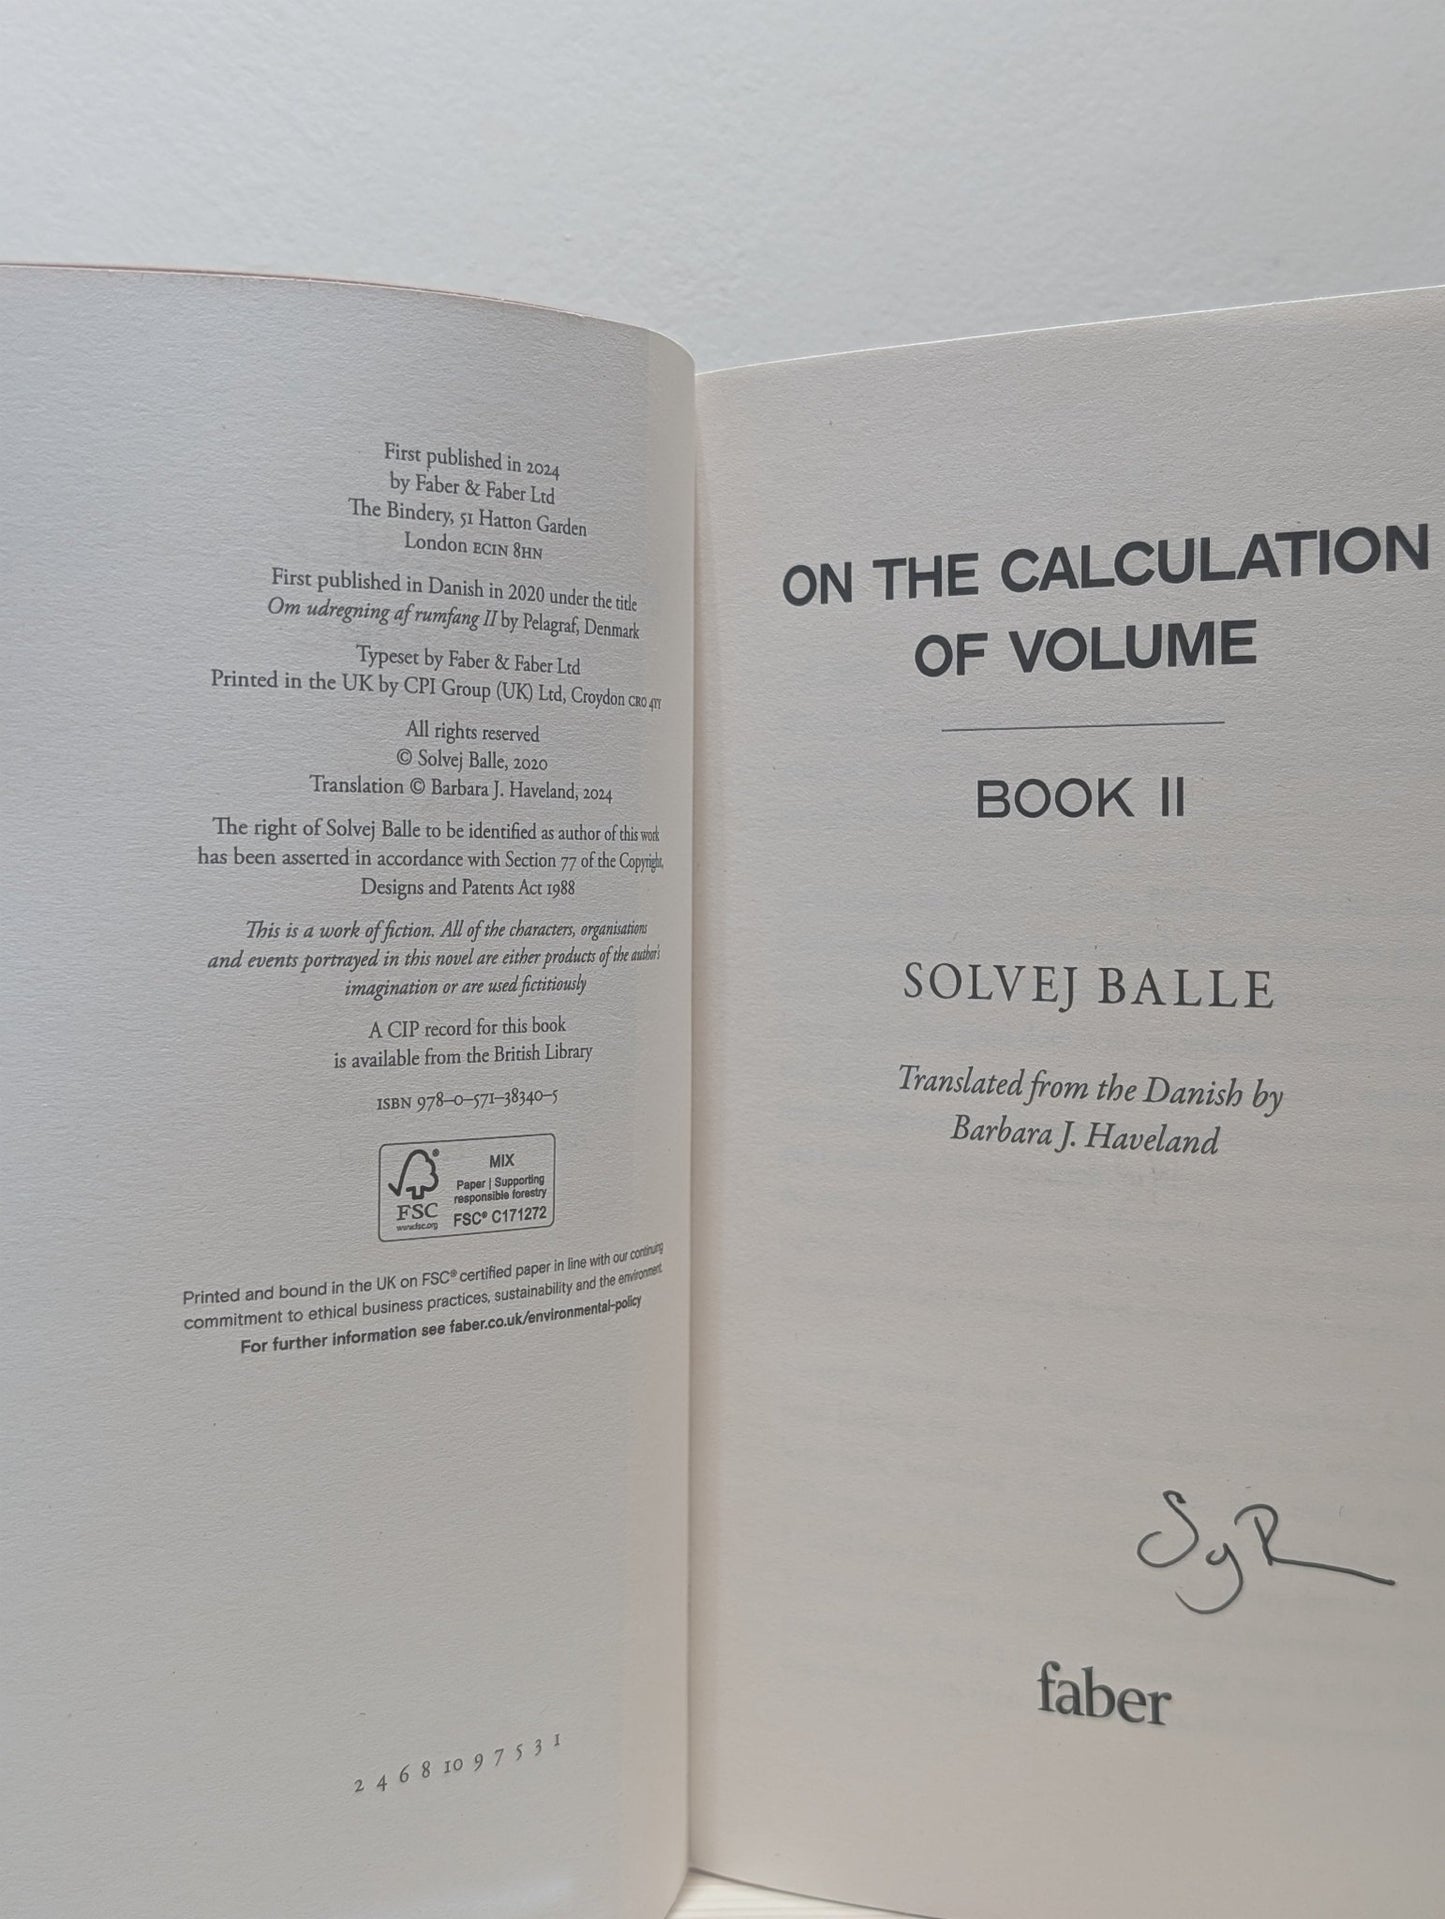 First published in 2024
by Faber & Faber Ltd
The Bindery, 51 Hatton Garden
London EC1N 8HN
First published in Danish in 2020 under the title
Om udregning af rumfang II by Pelagraf, Denmark
Typeset by Faber & Faber Ltd
Printed in the UK by CPI Group (UK) Ltd, Croydon CR0 4YY
All rights reserved
© Solvej Balle, 2020
Translation © Barbara J. Haveland, 2024
The right of Solvej Balle to be identified as author of this work
has been asserted in accordance with Section 77 of the Copyright,
Designs and Patents Act 1988
This is a work of fiction. All of the characters, organisations
and events portrayed in this novel are either products of the author's
imagination or are used fictitiously
A CIP record for this book
is available from the British Library
ISBN 978–0–571–38340–5
FSC
www.fsc.org
MIX
Paper | Supporting
responsible forestry
FSC® C171272
Printed and bound in the UK on FSC® certified paper in line with our continuing
commitment to ethical business practices, sustainability and the environment.
For further information see faber.co.uk/environmental-policy
2 4 6 8 10 9 7 5 3 1
ON THE CALCULATION
OF VOLUME
BOOK II
SOLVEJ BALLE
Translated from the Danish by
Barbara J. Haveland
faber